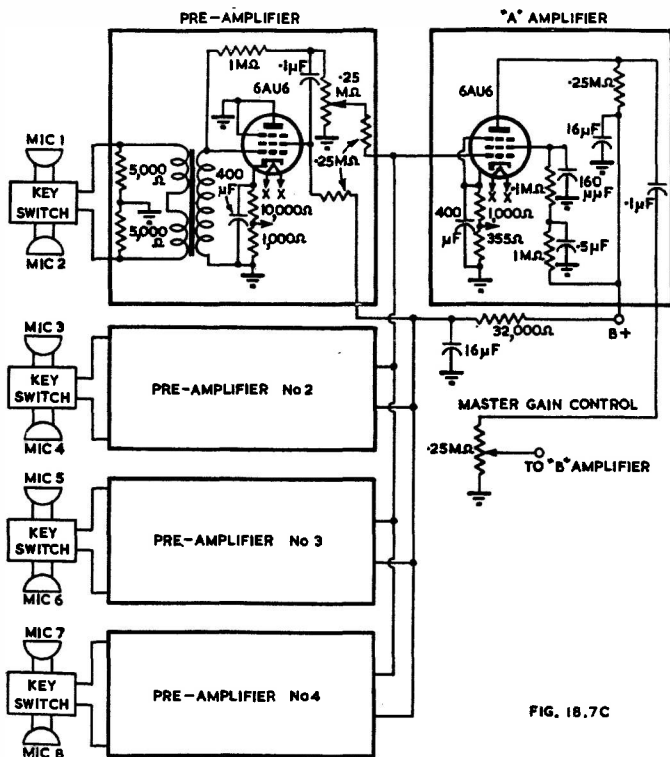 PRE-AMPLIFIER
"A" AMPLIFIER
1MΩ
·1μF
6AU6
·25
MΩ
·25MΩ
MIC 1
KEY
SWITCH
MIC 2
5,000
Ω
5,000
Ω
400
μF
X X
10,000Ω
1,000Ω
6AU6
·25MΩ
16μF
·1MΩ
160
μμF
·1μF
400
μF
X X
1,000Ω
355Ω
·5μF
1MΩ
32,000Ω
B+
16μF
MIC 3
KEY
SWITCH
MIC 4
PRE-AMPLIFIER No 2
MASTER GAIN CONTROL
·25MΩ
TO "B" AMPLIFIER
MIC 5
KEY
SWITCH
MIC 6
PRE-AMPLIFIER No 3
MIC 7
KEY
SWITCH
MIC 8
PRE-AMPLIFIER No 4
FIG. 18.7C